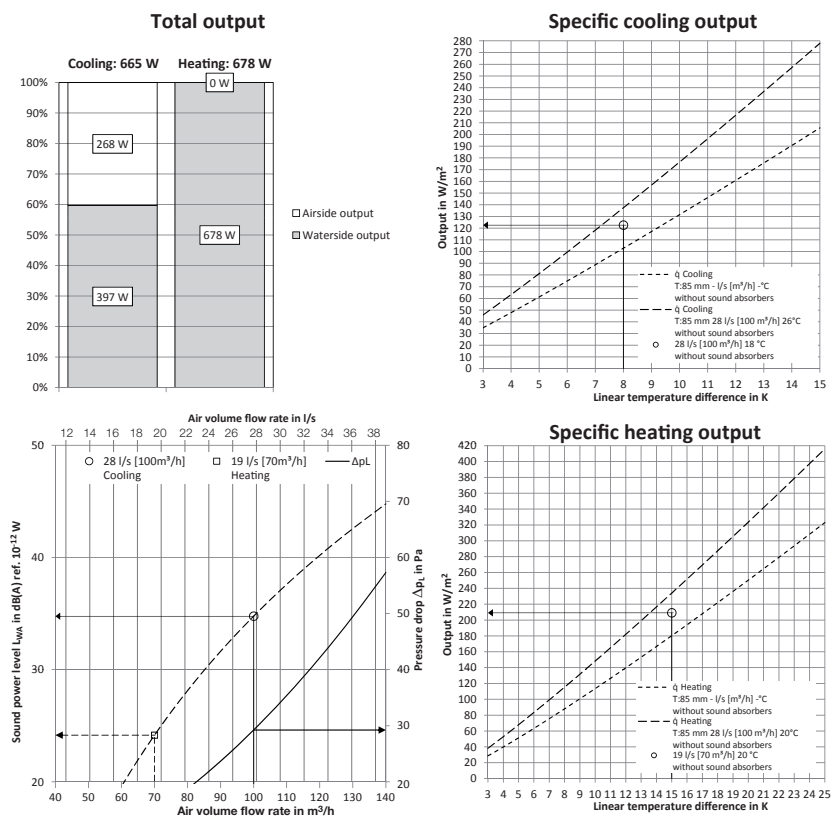 Total output
Cooling: 665 W Heating: 678 W
100%
90%
80%
70%
60%
50%
40%
30%
20%
10%
0%
0 W
268 W
678 W
397 W
Airside output
Waterside output
Specific cooling output
Output in W/m²
280
270
260
250
240
230
220
210
200
190
180
170
160
150
140
130
120
110
100
90
80
70
60
50
40
30
20
10
0
q̇ Cooling
T:85 mm - l/s [m³/h] -°C
without sound absorbers
q̇ Cooling
T:85 mm 28 l/s [100 m³/h] 26°C
without sound absorbers
28 l/s [100 m³/h] 18 °C
without sound absorbers
3 4 5 6 7 8 9 10 11 12 13 14 15
Linear temperature difference in K
Air volume flow rate in l/s
12 14 16 18 20 22 24 26 28 30 32 34 36 38
Sound power level LWA in dB(A) ref. 10⁻¹² W
50
40
30
20
28 l/s [100m³/h] 19 l/s [70m³/h] ΔpL
Cooling Heating
80
70
60
50
40
30
20
Pressure drop ΔpL in Pa
40 50 60 70 80 90 100 110 120 130 140
Air volume flow rate in m³/h
Specific heating output
Output in W/m²
420
400
380
360
340
320
300
280
260
240
220
200
180
160
140
120
100
80
60
40
20
0
q̇ Heating
T:85 mm - l/s [m³/h] -°C
without sound absorbers
q̇ Heating
T:85 mm 28 l/s [100 m³/h] 20°C
without sound absorbers
19 l/s [70 m³/h] 20 °C
without sound absorbers
3 4 5 6 7 8 9 10 11 12 13 14 15 16 17 18 19 20 21 22 23 24 25
Linear temperature difference in K